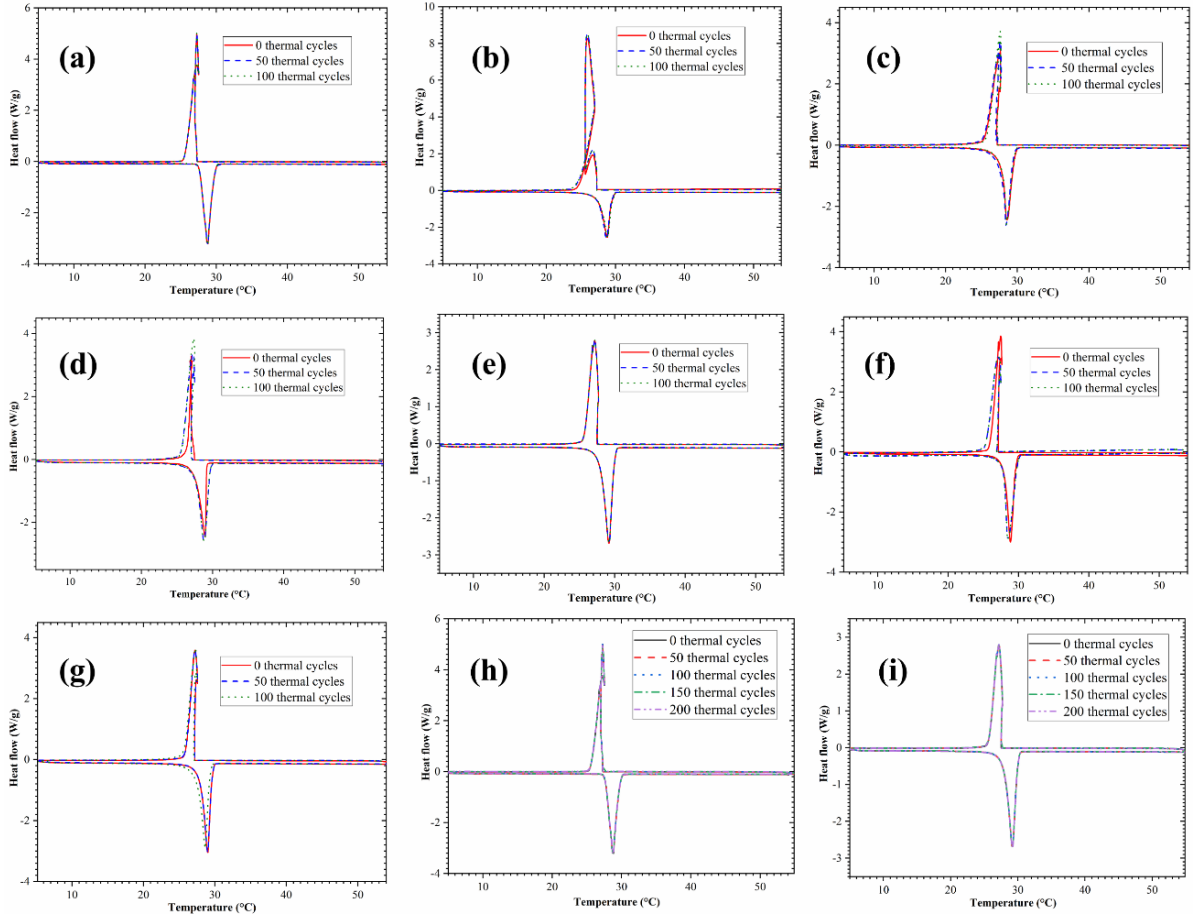 (a)
0 thermal cycles
50 thermal cycles
100 thermal cycles
Heat flow (W/g)
6
4
2
0
-2
-4
10
20
30
40
50
Temperature (°C)
(b)
0 thermal cycles
50 thermal cycles
100 thermal cycles
Heat flow (W/g)
10
8
6
4
2
0
-2
-4
10
20
30
40
50
Temperature (°C)
(c)
0 thermal cycles
50 thermal cycles
100 thermal cycles
Heat flow (W/g)
4
2
0
-2
-4
10
20
30
40
50
Temperature (°C)
(d)
0 thermal cycles
50 thermal cycles
100 thermal cycles
Heat flow (W/g)
4
2
0
-2
10
20
30
40
50
Temperature (°C)
(e)
0 thermal cycles
50 thermal cycles
100 thermal cycles
Heat flow (W/g)
3
2
1
0
-1
-2
-3
10
20
30
40
50
Temperature (°C)
(f)
0 thermal cycles
50 thermal cycles
100 thermal cycles
Heat flow (W/g)
4
2
0
-2
-4
10
20
30
40
50
Temperature (°C)
(g)
0 thermal cycles
50 thermal cycles
100 thermal cycles
Heat flow (W/g)
4
2
0
-2
-4
10
20
30
40
50
Temperature (°C)
(h)
0 thermal cycles
50 thermal cycles
100 thermal cycles
150 thermal cycles
200 thermal cycles
Heat flow (W/g)
6
4
2
0
-2
-4
10
20
30
40
50
Temperature (°C)
(i)
0 thermal cycles
50 thermal cycles
100 thermal cycles
150 thermal cycles
200 thermal cycles
Heat flow (W/g)
3
2
1
0
-1
-2
-3
10
20
30
40
50
Temperature (°C)